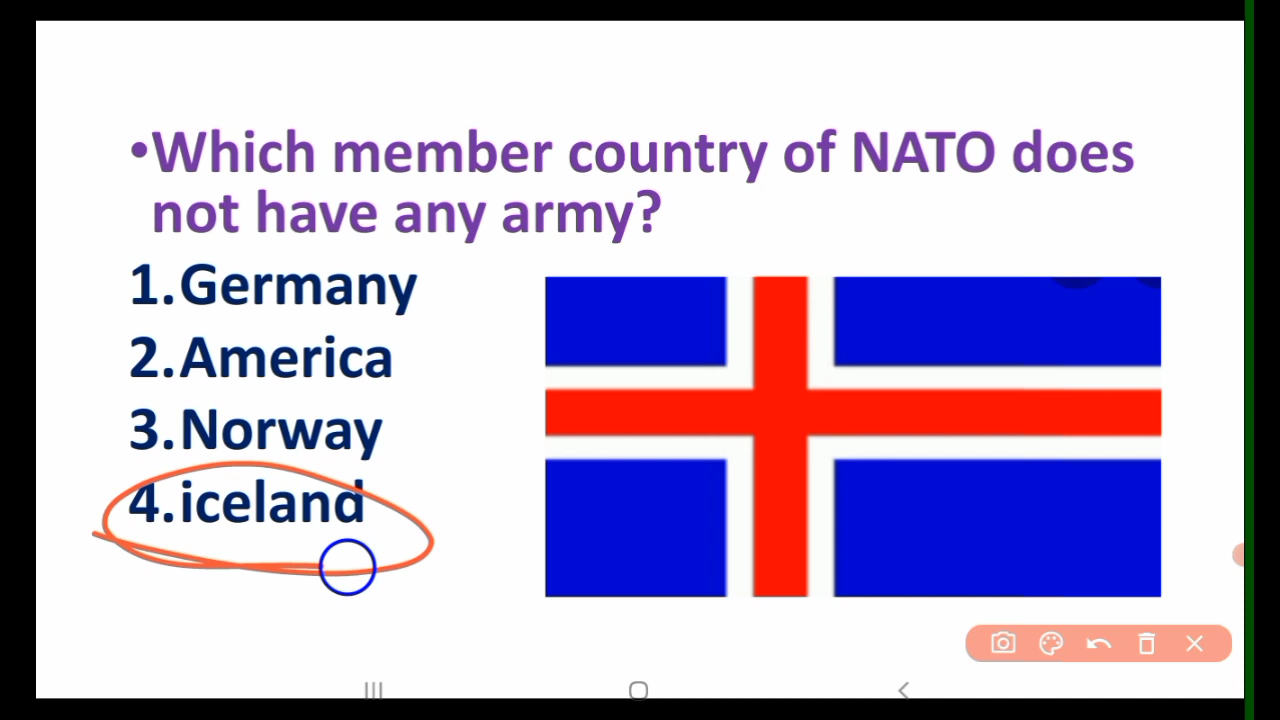 •Which member country of NATO does
not have any army?
1.Germany
2.America
3.Norway
4.iceland